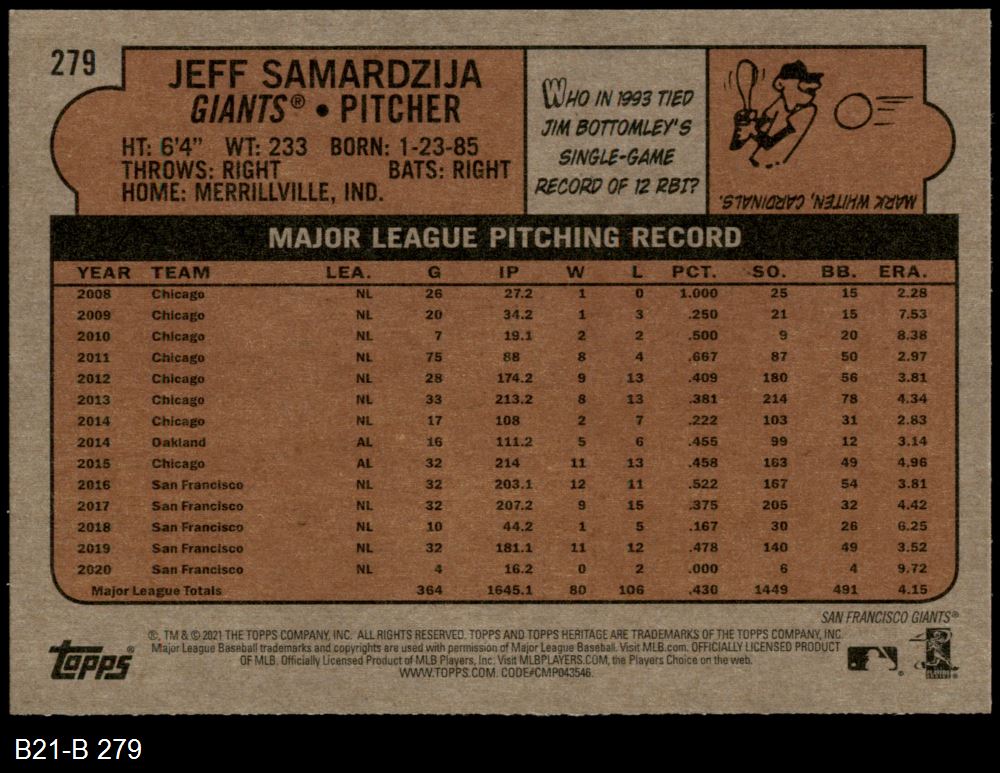 279
JEFF SAMARDZIJA
GIANTS® • PITCHER
HT: 6'4" WT: 233 BORN: 1-23-85
THROWS: RIGHT BATS: RIGHT
HOME: MERRILLVILLE, IND.
WHO IN 1993 TIED
JIM BOTTOMLEY'S
SINGLE-GAME
RECORD OF 12 RBI?
MARK WHITEN, CARDINALS.
MAJOR LEAGUE PITCHING RECORD
YEAR TEAM LEA. G IP W L PCT. SO. BB. ERA.
2008 Chicago NL 26 27.2 1 0 1.000 25 15 2.28
2009 Chicago NL 20 34.2 1 3 .250 21 15 7.53
2010 Chicago NL 7 19.1 2 2 .500 9 20 8.38
2011 Chicago NL 75 88 8 4 .667 87 50 2.97
2012 Chicago NL 28 174.2 9 13 .409 180 56 3.81
2013 Chicago NL 33 213.2 8 13 .381 214 78 4.34
2014 Chicago NL 17 108 2 7 .222 103 31 2.83
2014 Oakland AL 16 111.2 5 6 .455 99 12 3.14
2015 Chicago AL 32 214 11 13 .458 163 49 4.96
2016 San Francisco NL 32 203.1 12 11 .522 167 54 3.81
2017 San Francisco NL 32 207.2 9 15 .375 205 32 4.42
2018 San Francisco NL 10 44.2 1 5 .167 30 26 6.25
2019 San Francisco NL 32 181.1 11 12 .478 140 49 3.52
2020 San Francisco NL 4 16.2 0 2 .000 6 4 9.72
Major League Totals 364 1645.1 80 106 .430 1449 491 4.15
SAN FRANCISCO GIANTS®
®, TM & © 2021 THE TOPPS COMPANY, INC. ALL RIGHTS RESERVED. TOPPS AND TOPPS HERITAGE ARE TRADEMARKS OF THE TOPPS COMPANY, INC.
Major League Baseball trademarks and copyrights are used with permission of Major League Baseball. Visit MLB.com. OFFICIALLY LICENSED PRODUCT
OF MLB. Officially Licensed Product of MLB Players, Inc. Visit MLBPLAYERS.COM, the Players Choice on the web.
WWW.TOPPS.COM. CODE#CMP043546.
topps®
B21-B 279